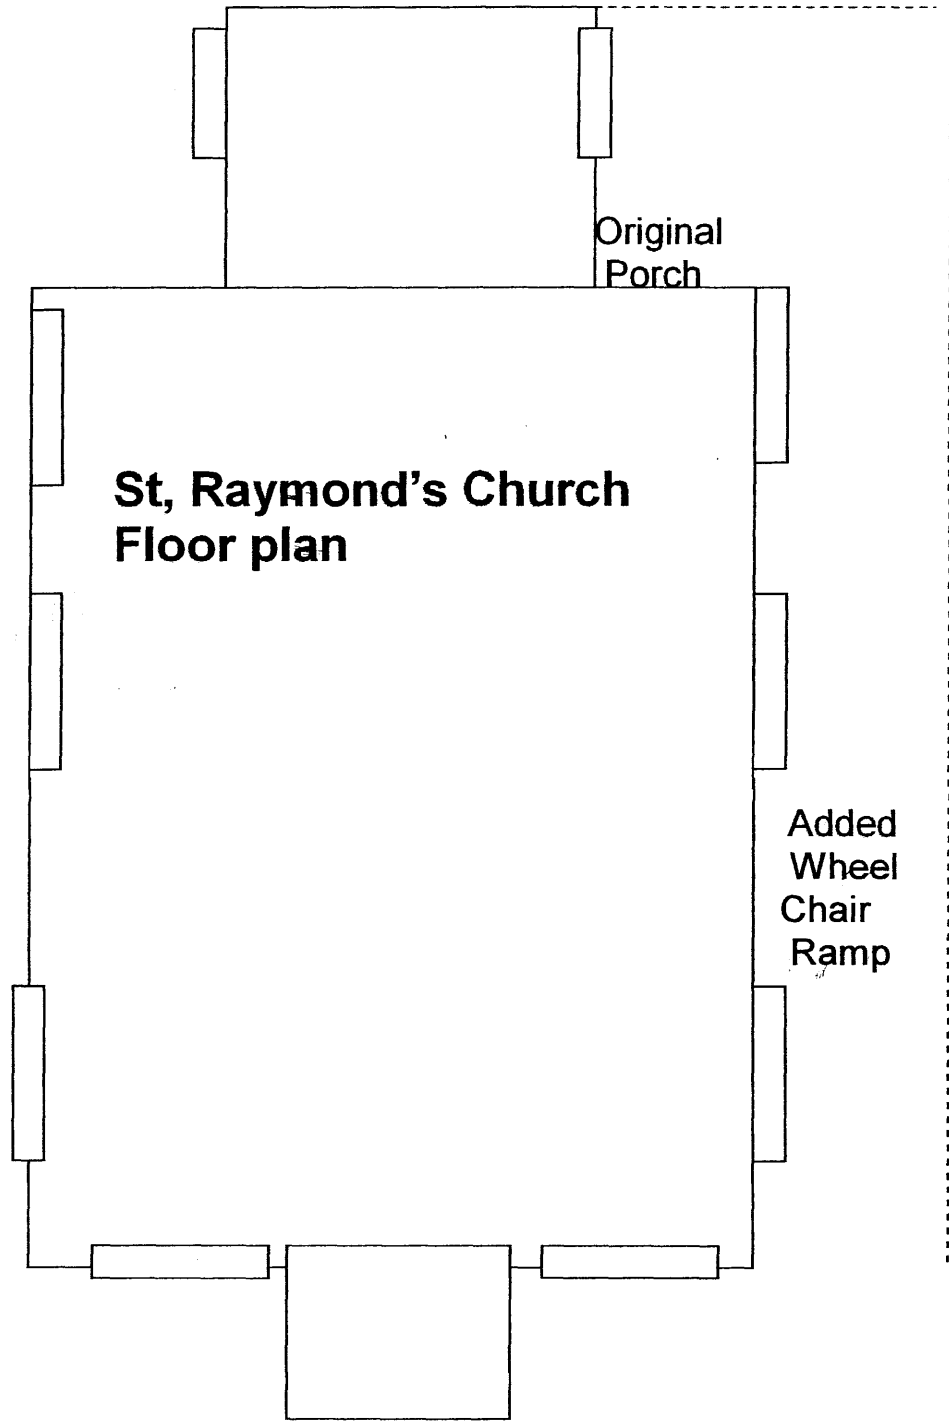 Original
Porch
St, Raymond’s Church
Floor plan
Added
Wheel
Chair
Ramp